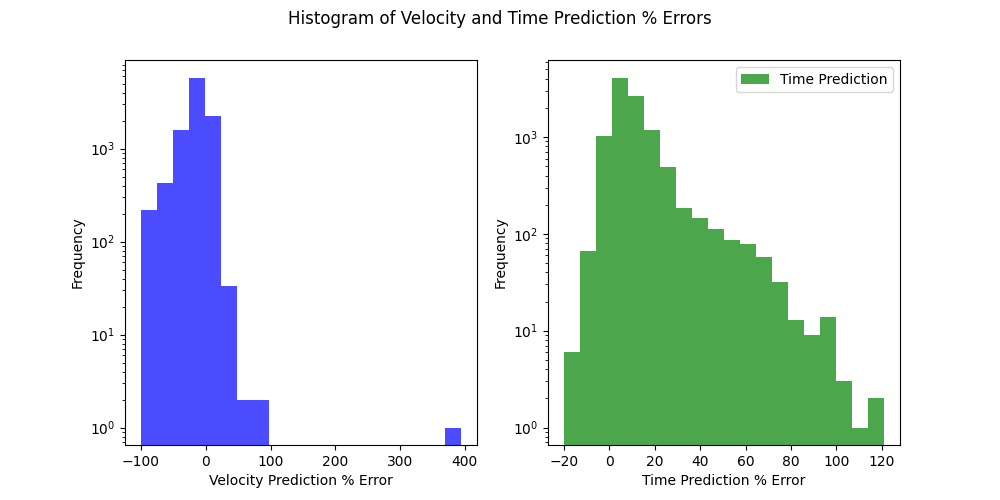 Histogram of Velocity and Time Prediction % Errors
Frequency
10³
10²
10¹
10⁰
−100 0 100 200 300 400
Velocity Prediction % Error
Time Prediction
Frequency
10³
10²
10¹
10⁰
−20 0 20 40 60 80 100 120
Time Prediction % Error